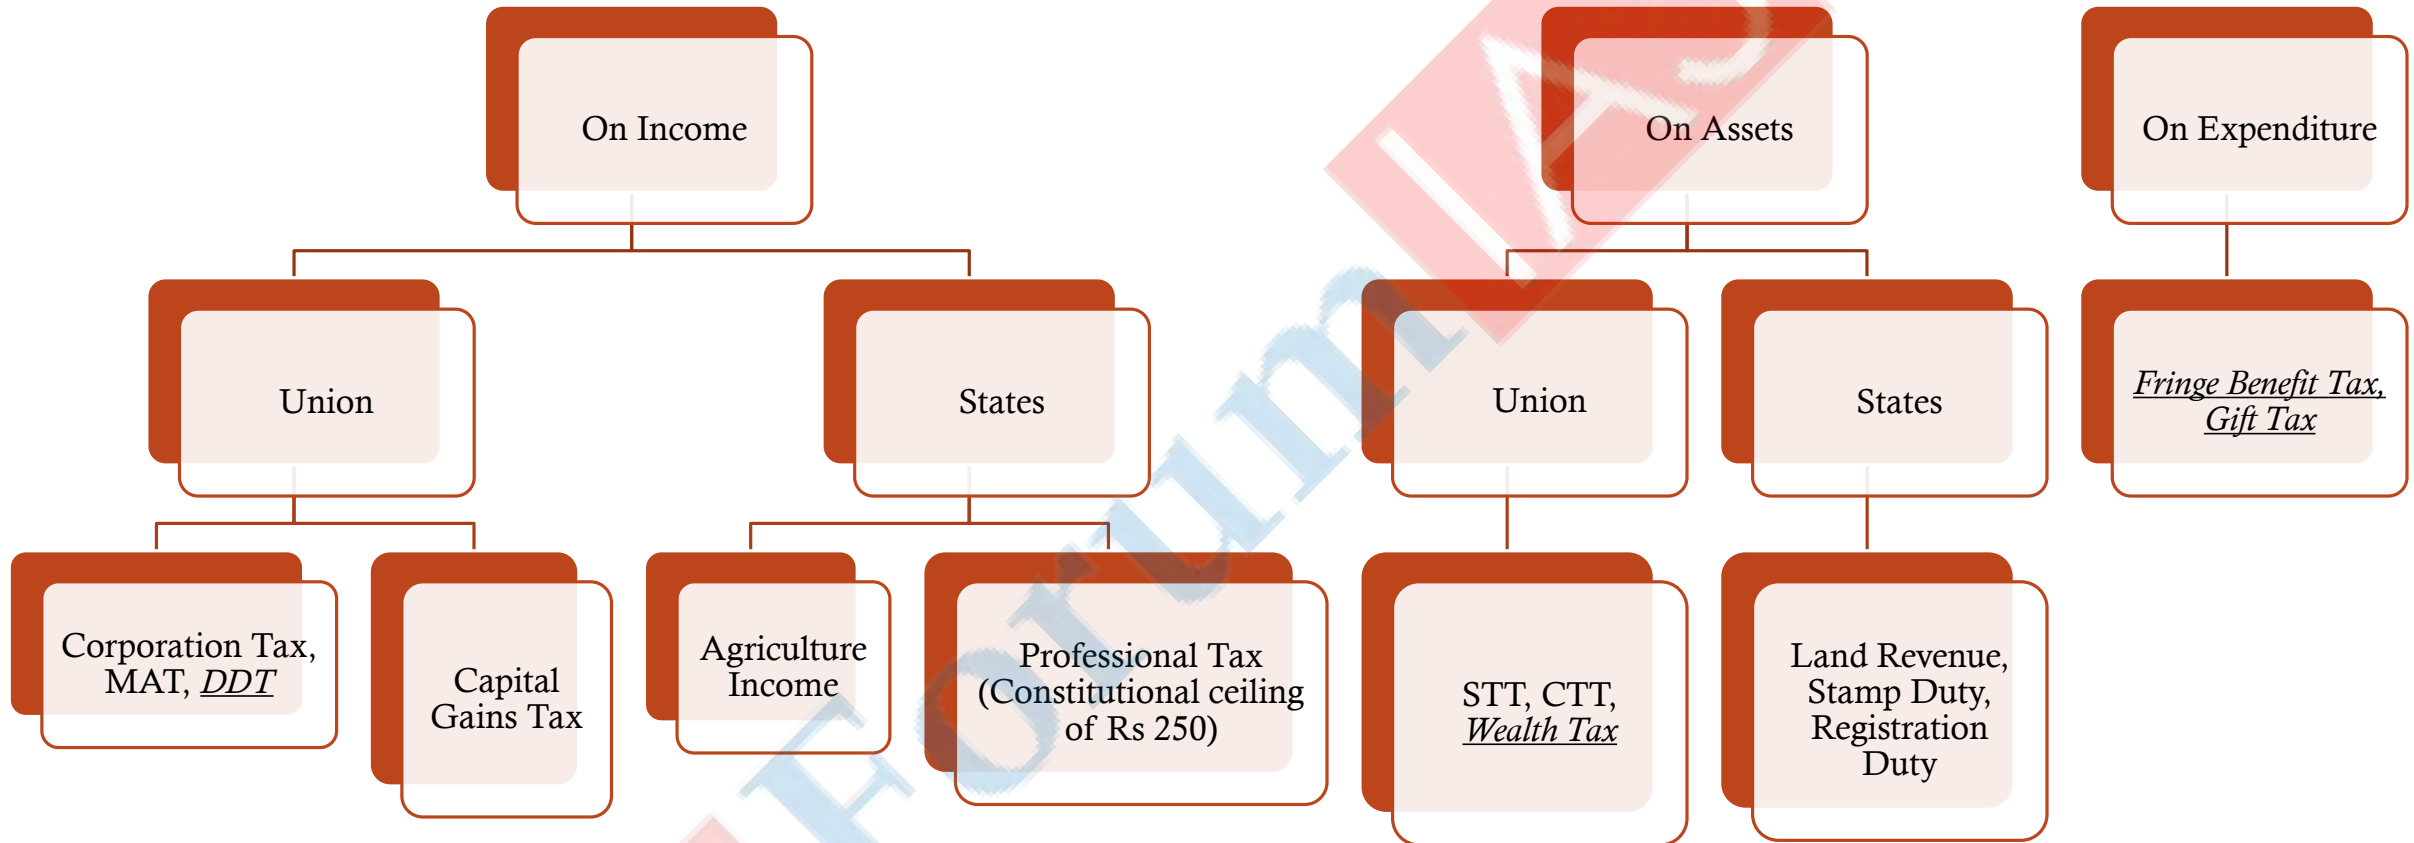 On Income
On Assets
On Expenditure
Union
States
Union
States
Fringe Benefit Tax,
Gift Tax
Corporation Tax,
MAT, DDT
Capital
Gains Tax
Agriculture
Income
Professional Tax
(Constitutional ceiling
of Rs 250)
STT, CTT,
Wealth Tax
Land Revenue,
Stamp Duty,
Registration
Duty
ForumIAS